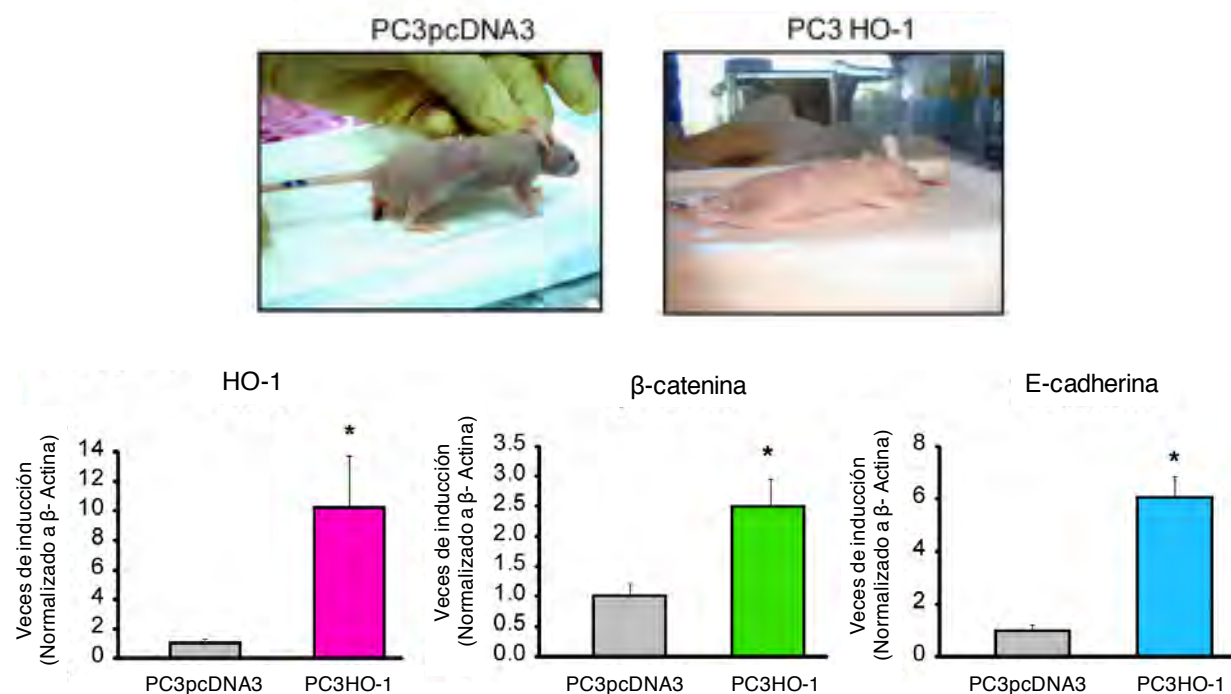 PC3pcDNA3
PC3 HO-1
HO-1
Veces de inducción
(Normalizado a β- Actina)
14
12
10
8
6
4
2
0
*
PC3pcDNA3
PC3HO-1
β-catenina
Veces de inducción
(Normalizado a β- Actina)
3.5
3.0
2.5
2.0
1.5
1.0
0.5
0.0
*
PC3pcDNA3
PC3HO-1
E-cadherina
Veces de inducción
(Normalizado a β- Actina)
8
6
4
2
0
*
PC3pcDNA3
PC3HO-1